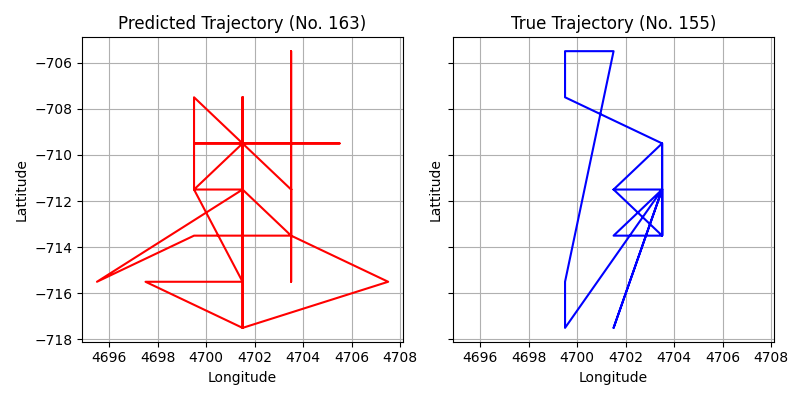 Predicted Trajectory (No. 163)
True Trajectory (No. 155)
−706
−708
−710
−712
−714
−716
−718
Lattitude
Lattitude
4696 4698 4700 4702 4704 4706 4708
4696 4698 4700 4702 4704 4706 4708
Longitude
Longitude